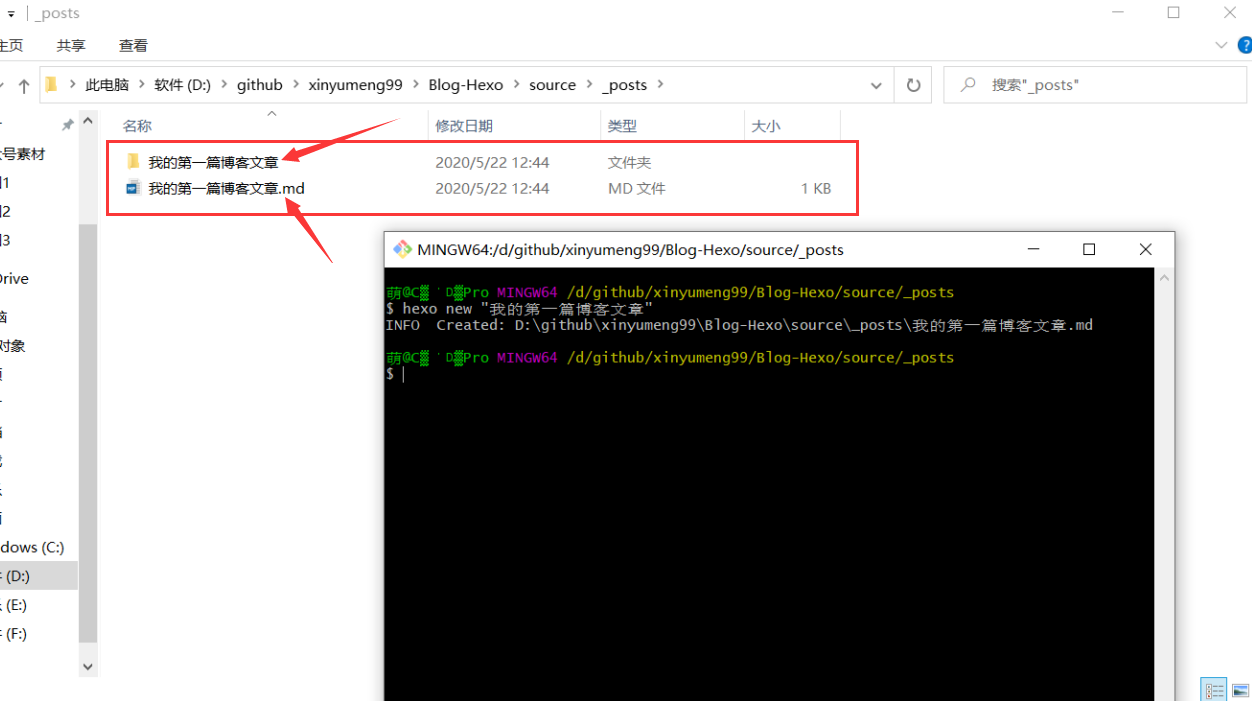 _posts
主页 共享 查看
此电脑 软件 (D:) github xinyumeng99 Blog-Hexo source _posts 搜索"_posts"
名称 修改日期 类型 大小
我的第一篇博客文章 2020/5/22 12:44 文件夹
我的第一篇博客文章.md 2020/5/22 12:44 MD 文件 1 KB
号素材
1
2
3
Drive
对象
dows (C:)
(D:)
(E:)
(F:)
MINGW64:/d/github/xinyumeng99/Blog-Hexo/source/_posts
萌@C▒ ˙D▒Pro MINGW64 /d/github/xinyumeng99/Blog-Hexo/source/_posts
$ hexo new "我的第一篇博客文章"
INFO  Created: D:\github\xinyumeng99\Blog-Hexo\source\_posts\我的第一篇博客文章.md
萌@C▒ ˙D▒Pro MINGW64 /d/github/xinyumeng99/Blog-Hexo/source/_posts
$